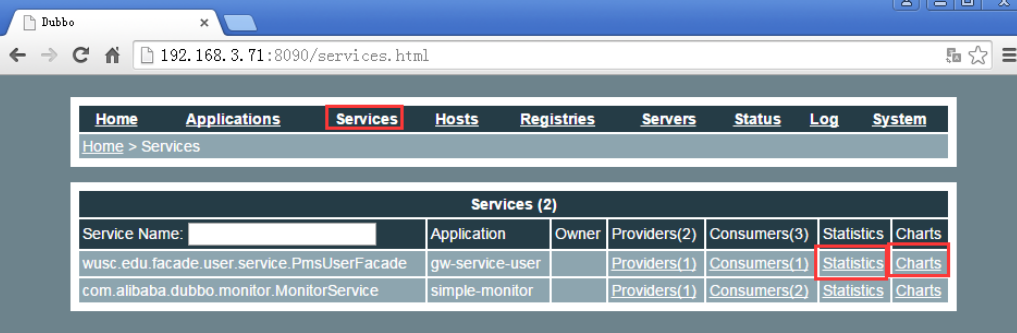 Dubbo
192.168.3.71:8090/services.html
Home Applications Services Hosts Registries Servers Status Log System
Home > Services
Services (2)
Service Name: Application Owner Providers(2) Consumers(3) Statistics Charts
wusc.edu.facade.user.service.PmsUserFacade gw-service-user Providers(1) Consumers(1) Statistics Charts
com.alibaba.dubbo.monitor.MonitorService simple-monitor Providers(1) Consumers(2) Statistics Charts